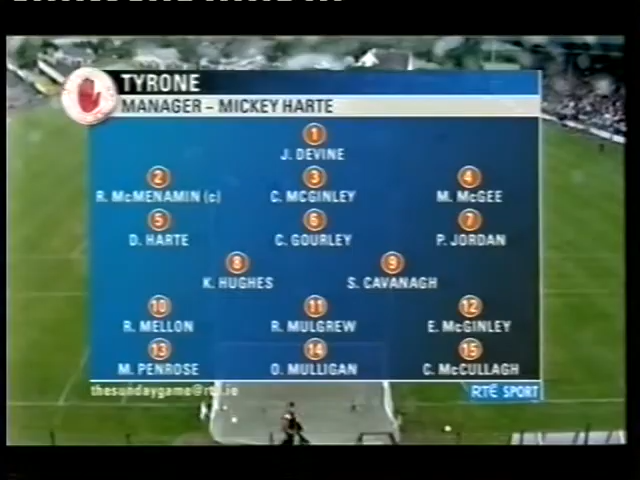 TYRONE
MANAGER – MICKEY HARTE
1
J. DEVINE
2 3 4
R. McMENAMIN (c) C. McGINLEY M. McGEE
5 6 7
D. HARTE C. GOURLEY P. JORDAN
8 9
K. HUGHES S. CAVANAGH
10 11 12
R. MELLON R. MULGREW E. McGINLEY
13 14 15
M. PENROSE O. MULLIGAN C. McCULLAGH
thesundaygame@rte.ie RTÉ SPORT